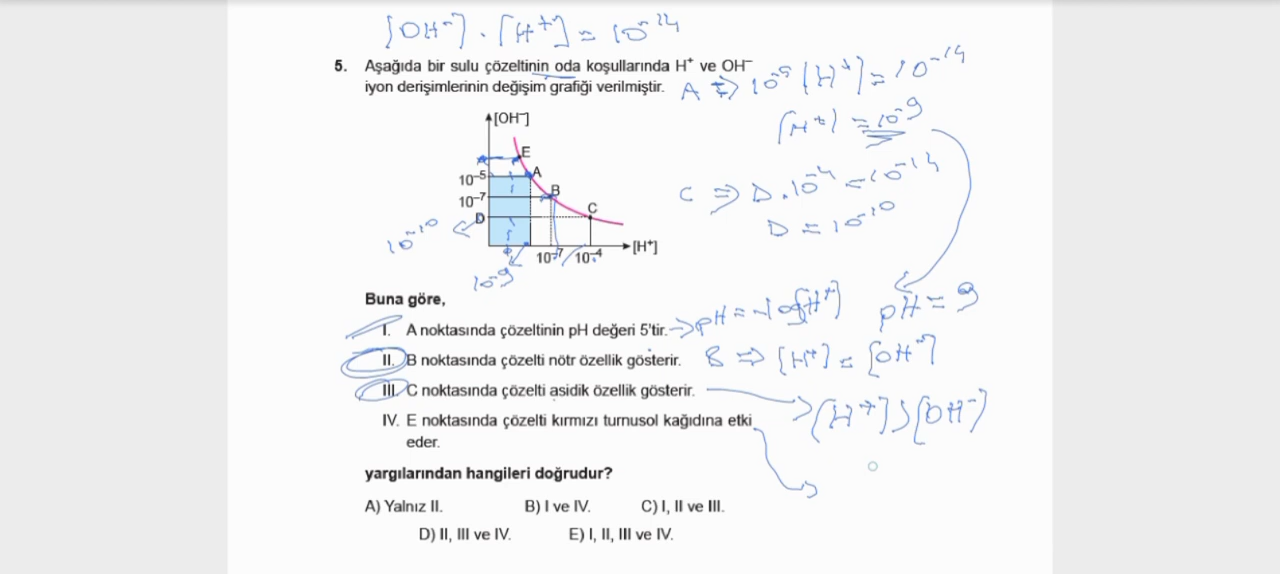 [OH⁻] . [H⁺] = 10⁻¹⁴
5. Aşağıda bir sulu çözeltinin oda koşullarında H⁺ ve OH⁻
iyon derişimlerinin değişim grafiği verilmiştir.
A ⇒ 10⁻⁵ [H⁺] = 10⁻¹⁴
[H⁺] = 10⁻⁹
[OH⁻]
E
A
10⁻⁵
B
10⁻⁷
C
D
[H⁺]
10⁻⁷ 10⁻⁴
10⁻¹⁰
10⁻⁹
C ⇒ D.10⁻⁴ = 10⁻¹⁴
D = 10⁻¹⁰
Buna göre,
I. A noktasında çözeltinin pH değeri 5'tir. → pH = -log[H⁺] pH = 9
II. B noktasında çözelti nötr özellik gösterir. B ⇒ [H⁺] = [OH⁻]
III. C noktasında çözelti asidik özellik gösterir.
[H⁺] > [OH⁻]
IV. E noktasında çözelti kırmızı turnusol kağıdına etki
eder.
yargılarından hangileri doğrudur?
A) Yalnız II. B) I ve IV. C) I, II ve III.
D) II, III ve IV. E) I, II, III ve IV.